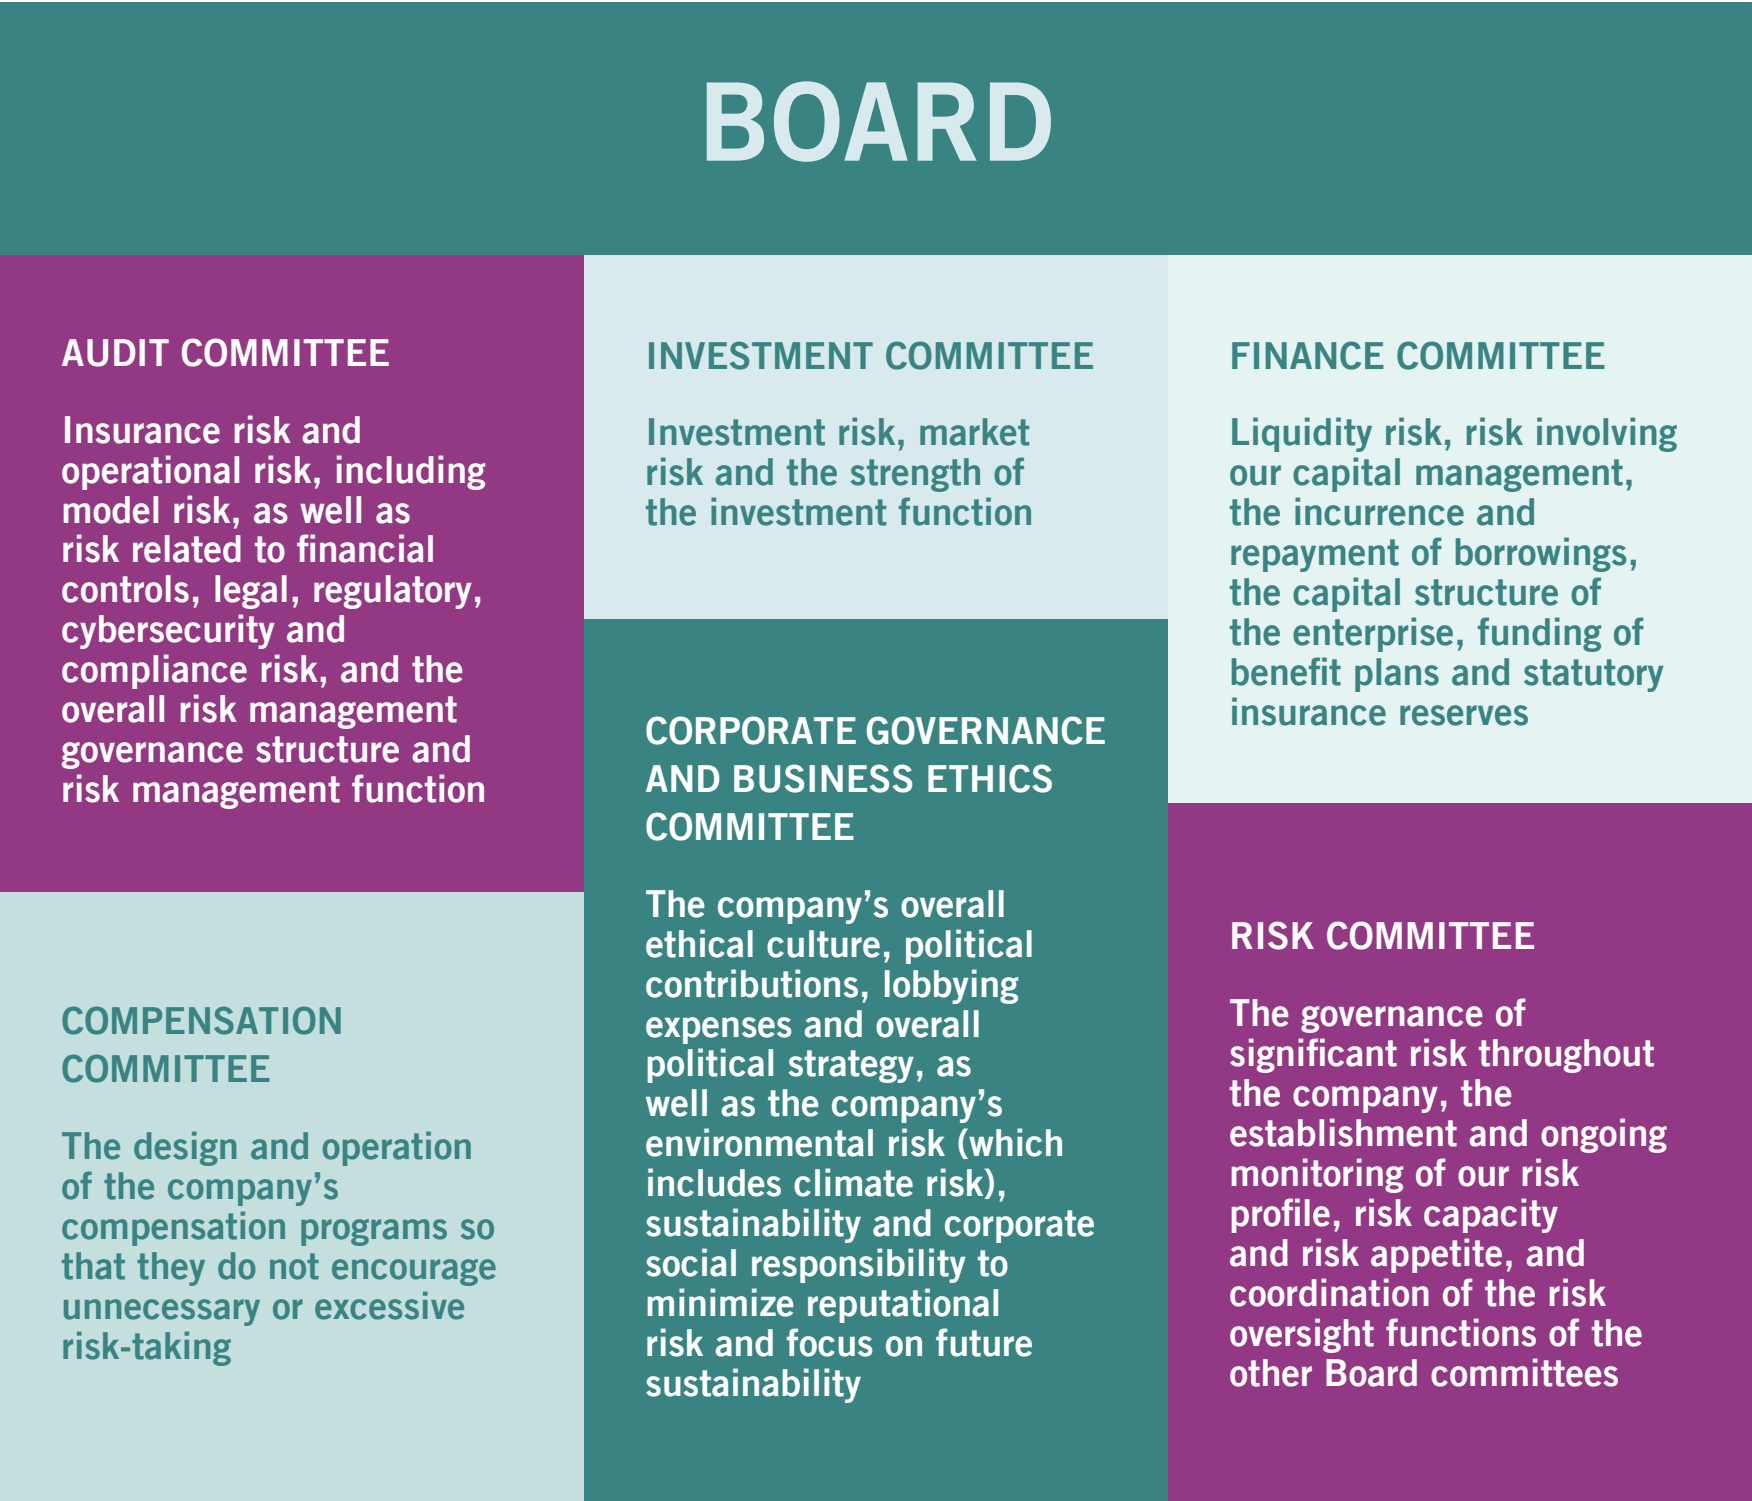 BOARD
AUDIT COMMITTEE
Insurance risk and
operational risk, including
model risk, as well as
risk related to financial
controls, legal, regulatory,
cybersecurity and
compliance risk, and the
overall risk management
governance structure and
risk management function
COMPENSATION
COMMITTEE
The design and operation
of the company's
compensation programs so
that they do not encourage
unnecessary or excessive
risk-taking
INVESTMENT COMMITTEE
Investment risk, market
risk and the strength of
the investment function
CORPORATE GOVERNANCE
AND BUSINESS ETHICS
COMMITTEE
The company's overall
ethical culture, political
contributions, lobbying
expenses and overall
political strategy, as
well as the company's
environmental risk (which
includes climate risk),
sustainability and corporate
social responsibility to
minimize reputational
risk and focus on future
sustainability
FINANCE COMMITTEE
Liquidity risk, risk involving
our capital management,
the incurrence and
repayment of borrowings,
the capital structure of
the enterprise, funding of
benefit plans and statutory
insurance reserves
RISK COMMITTEE
The governance of
significant risk throughout
the company, the
establishment and ongoing
monitoring of our risk
profile, risk capacity
and risk appetite, and
coordination of the risk
oversight functions of the
other Board committees